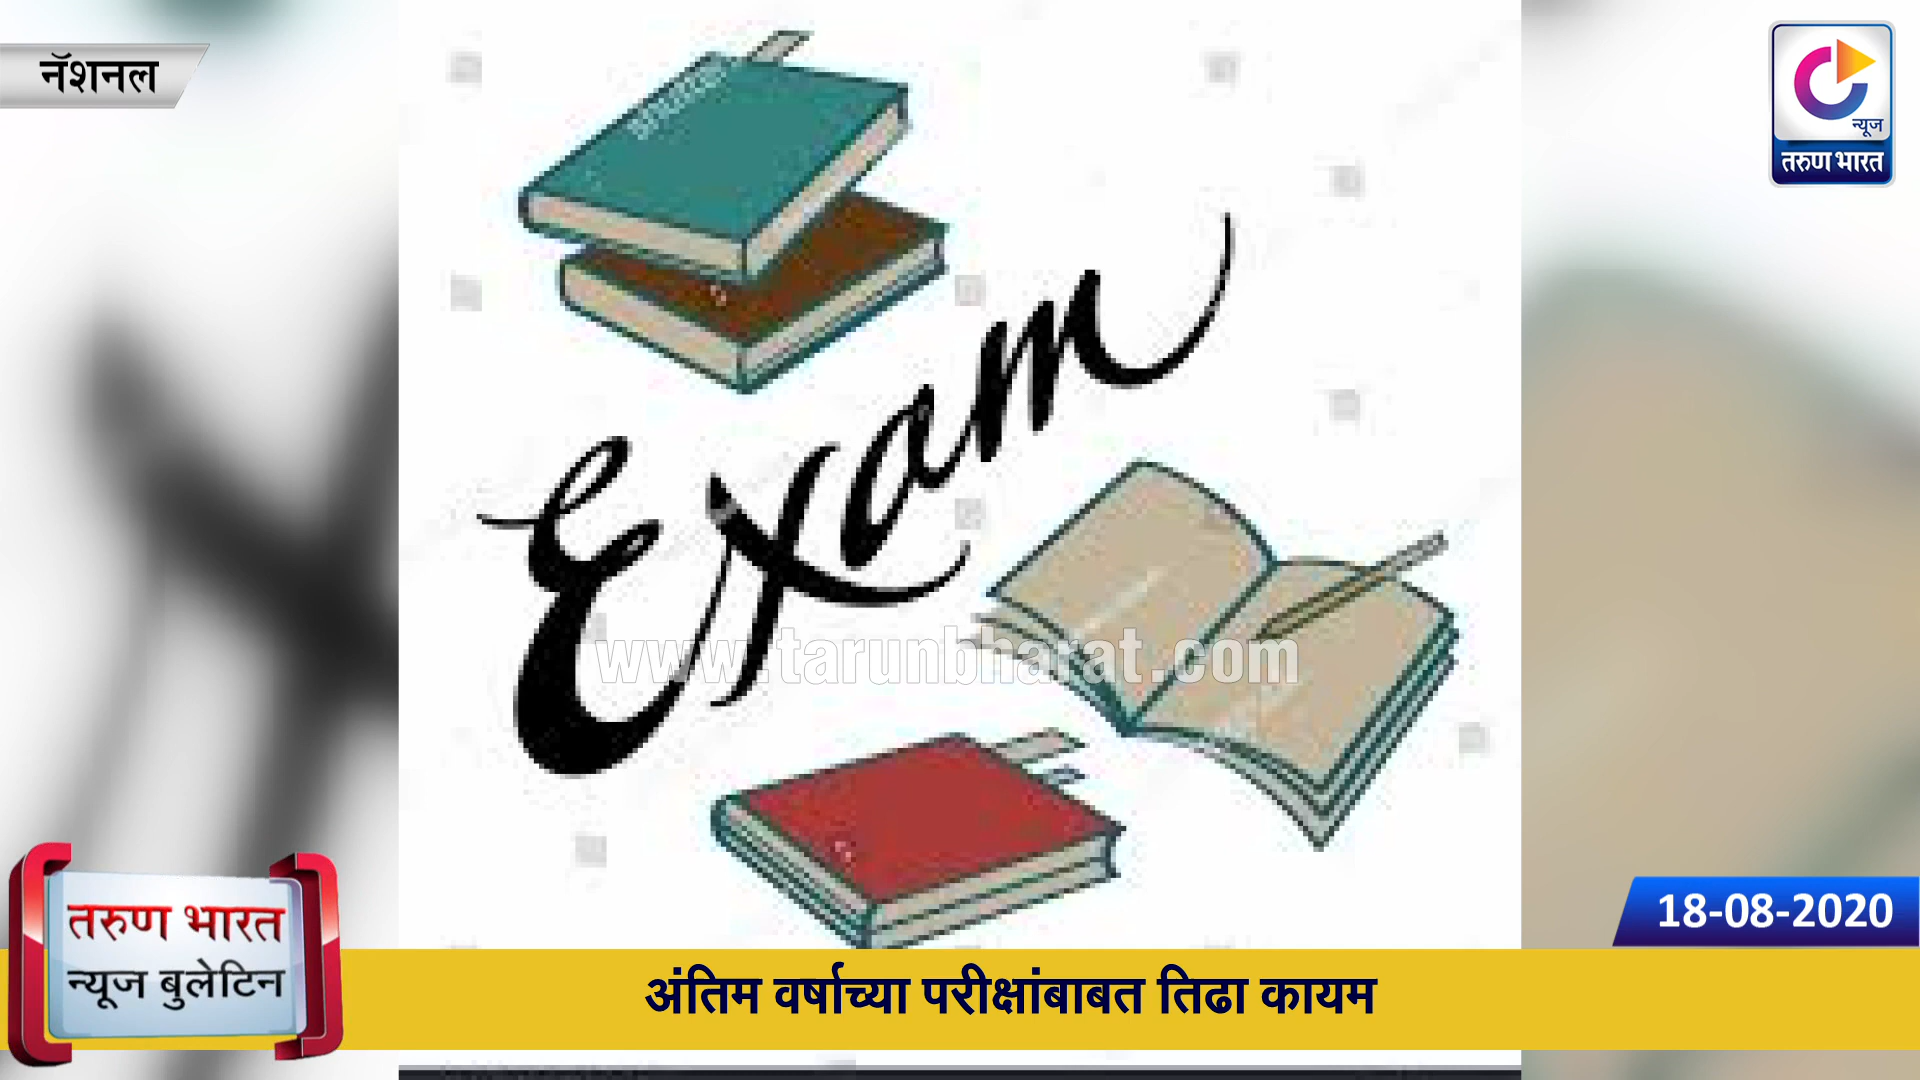 नॅशनल
न्यूज
तरुण भारत
Exam
www.tarunbharat.com
18-08-2020
तरुण भारत
न्यूज बुलेटिन
अंतिम वर्षाच्या परीक्षांबाबत तिढा कायम